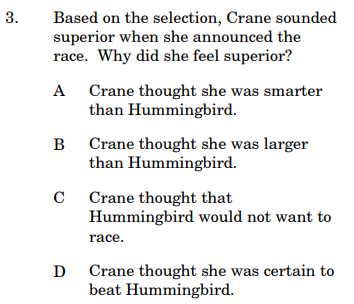 3. Based on the selection, Crane sounded
superior when she announced the
race. Why did she feel superior?
A Crane thought she was smarter
than Hummingbird.
B Crane thought she was larger
than Hummingbird.
C Crane thought that
Hummingbird would not want to
race.
D Crane thought she was certain to
beat Hummingbird.